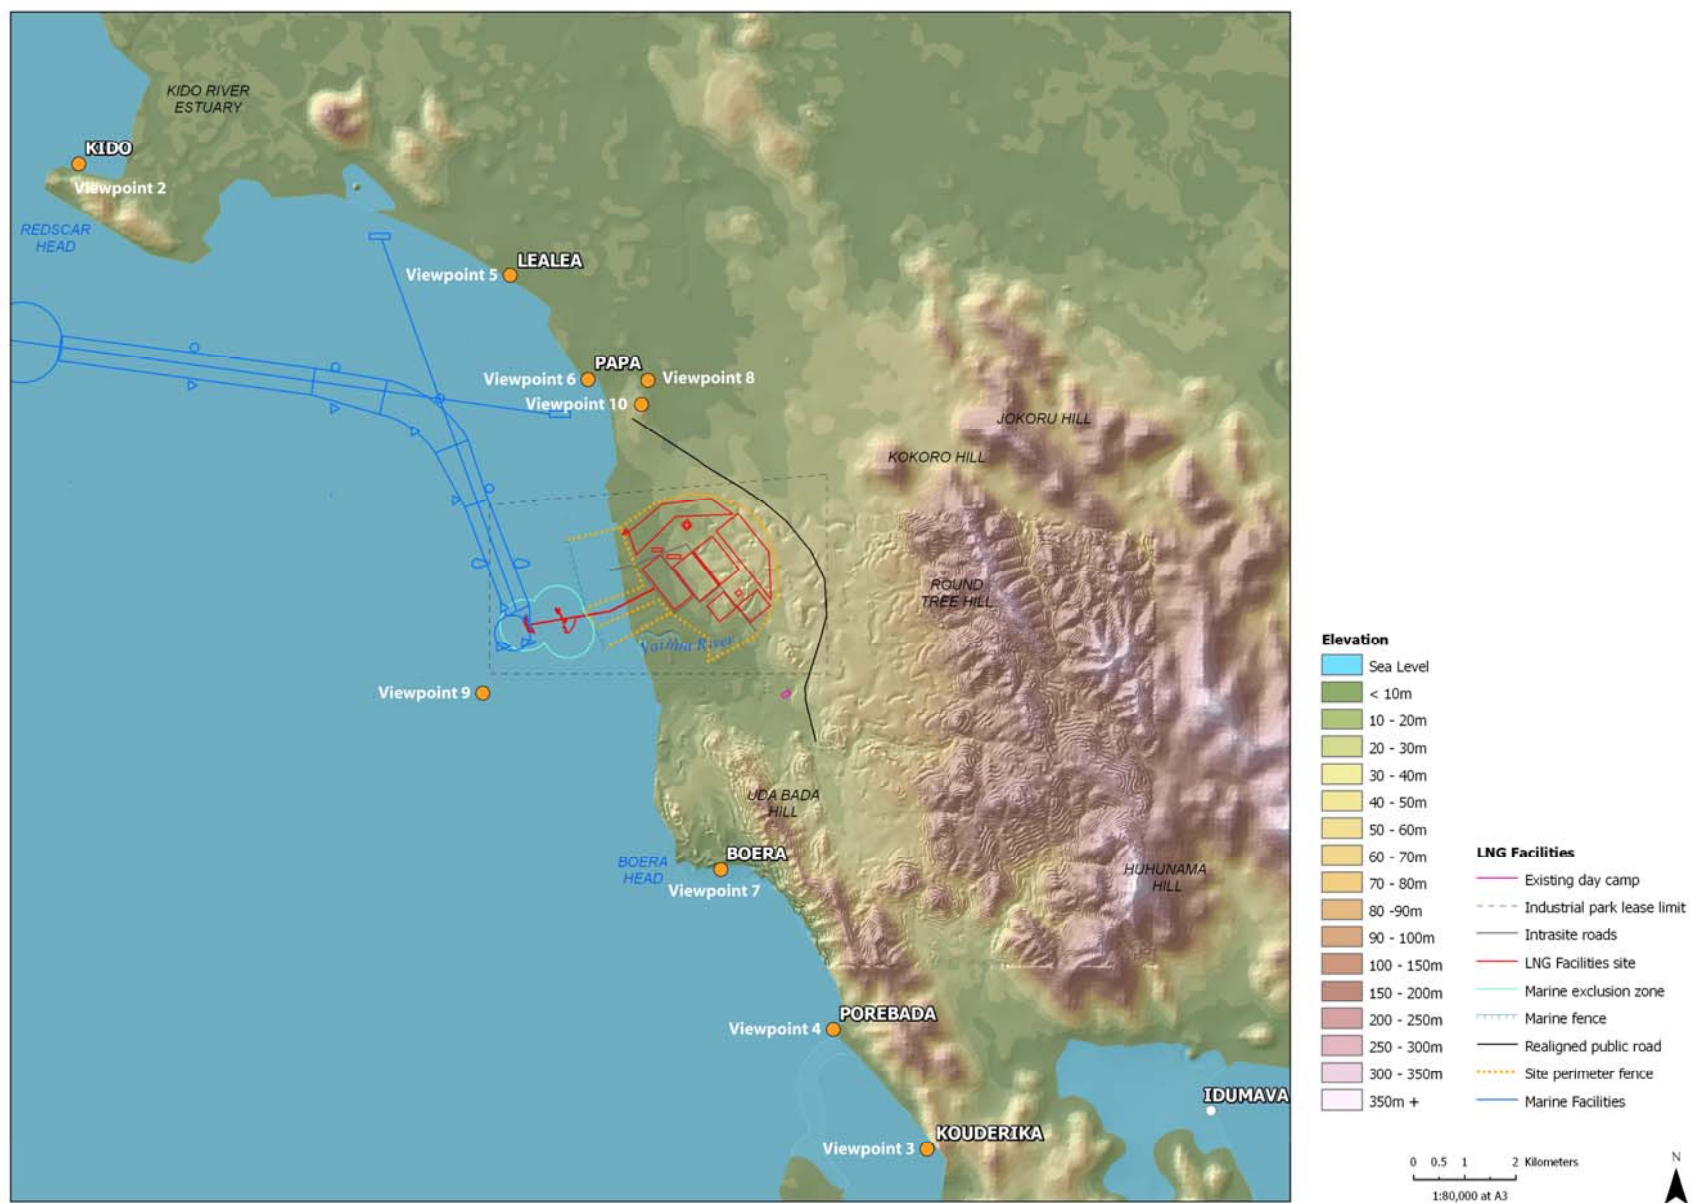 KIDO RIVER
ESTUARY
KIDO
Viewpoint 2
REDSCAR
HEAD
LEALEA
Viewpoint 5
PAPA
Viewpoint 6
Viewpoint 8
Viewpoint 10
JOKORU HILL
KOKORO HILL
ROUND
TREE HILL
Vaihua River
Viewpoint 9
UDA BADA
HILL
BOERA
BOERA
HEAD
Viewpoint 7
HUHUNAMA
HILL
POREBADA
Viewpoint 4
IDUMAVA
KOUDERIKA
Viewpoint 3
Elevation
Sea Level
< 10m
10 - 20m
20 - 30m
30 - 40m
40 - 50m
50 - 60m
60 - 70m
70 - 80m
80 -90m
90 - 100m
100 - 150m
150 - 200m
200 - 250m
250 - 300m
300 - 350m
350m +
LNG Facilities
Existing day camp
Industrial park lease limit
Intrasite roads
LNG Facilities site
Marine exclusion zone
Marine fence
Realigned public road
Site perimeter fence
Marine Facilities
0 0.5 1 2 Kilometers
1:80,000 at A3
N